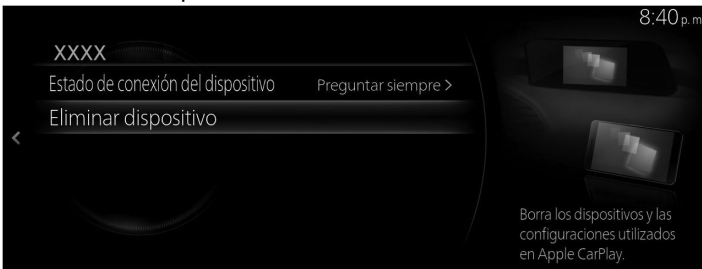 8:40 p. m
XXXX
Estado de conexión del dispositivo Preguntar siempre >
Eliminar dispositivo
<
Borra los dispositivos y las
configuraciones utilizados
en Apple CarPlay.